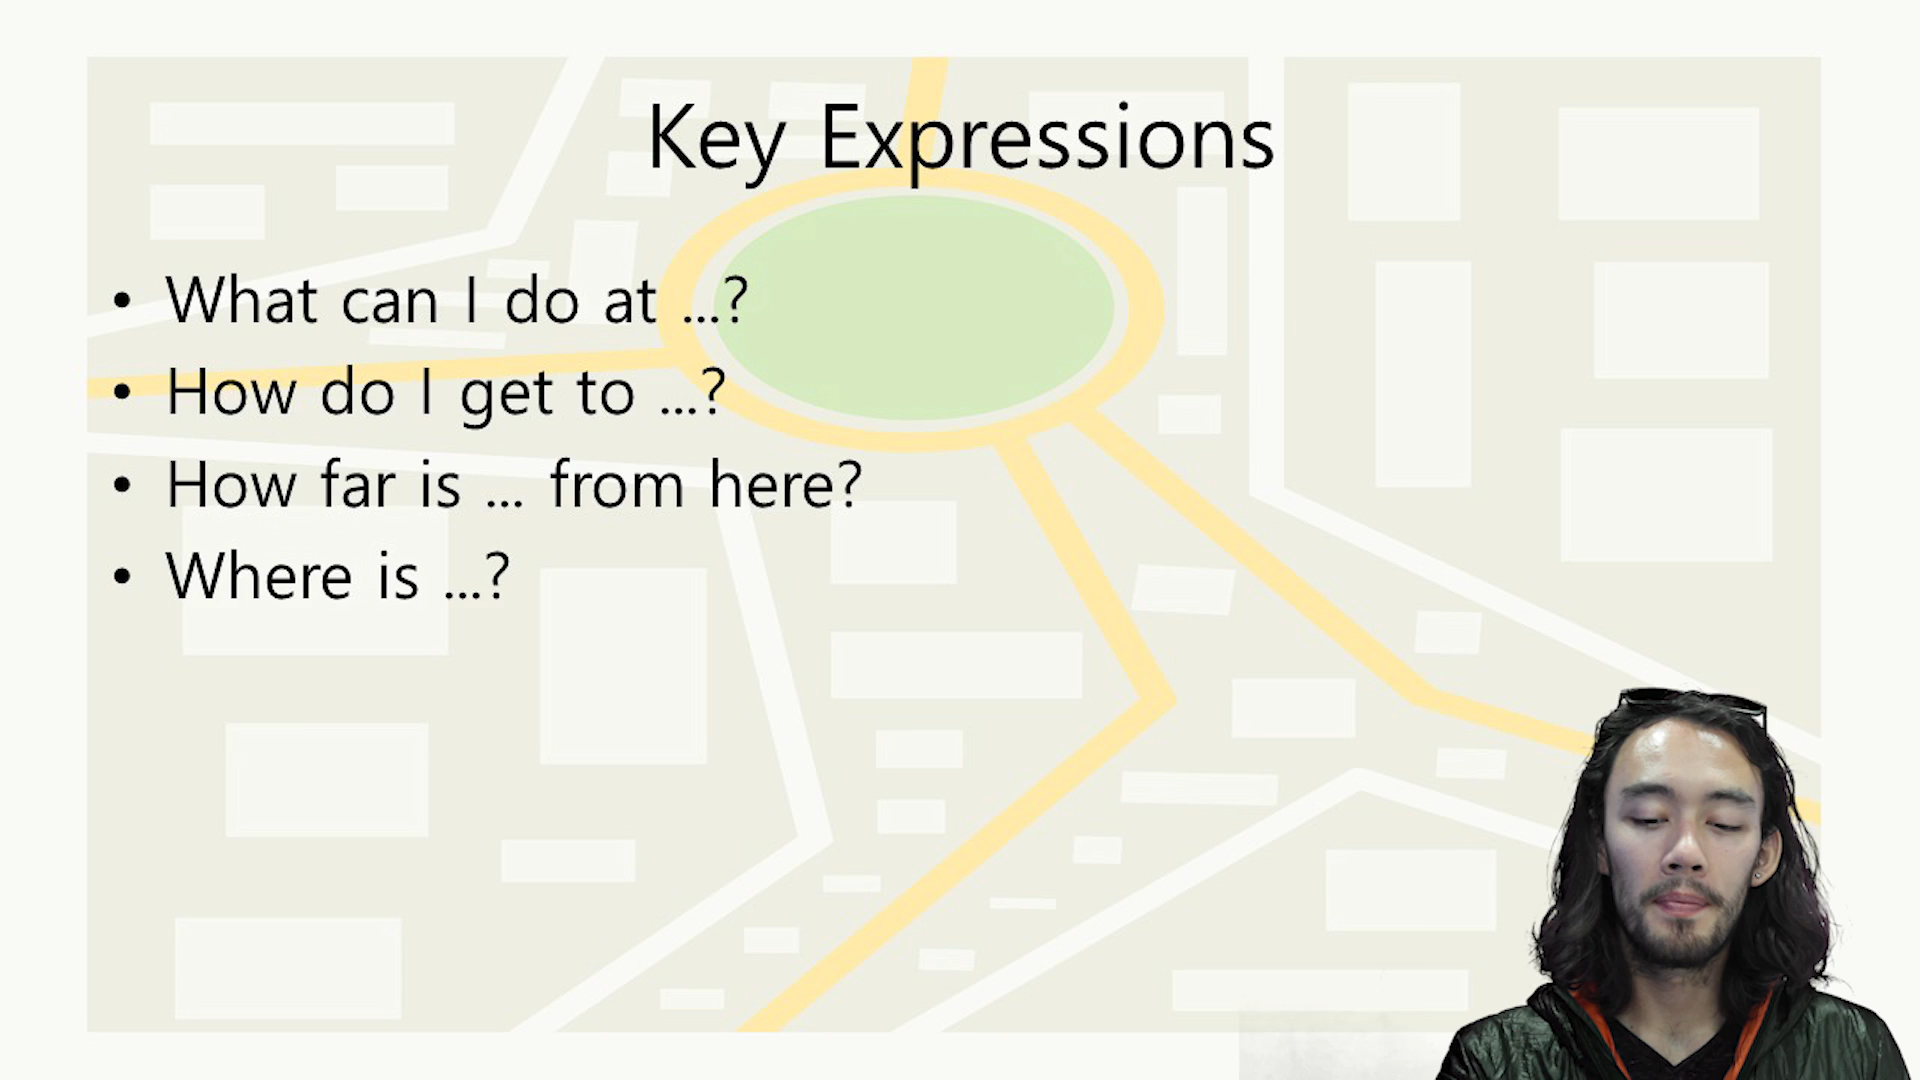 Key Expressions
• What can I do at ...?
• How do I get to ...?
• How far is ... from here?
• Where is ...?